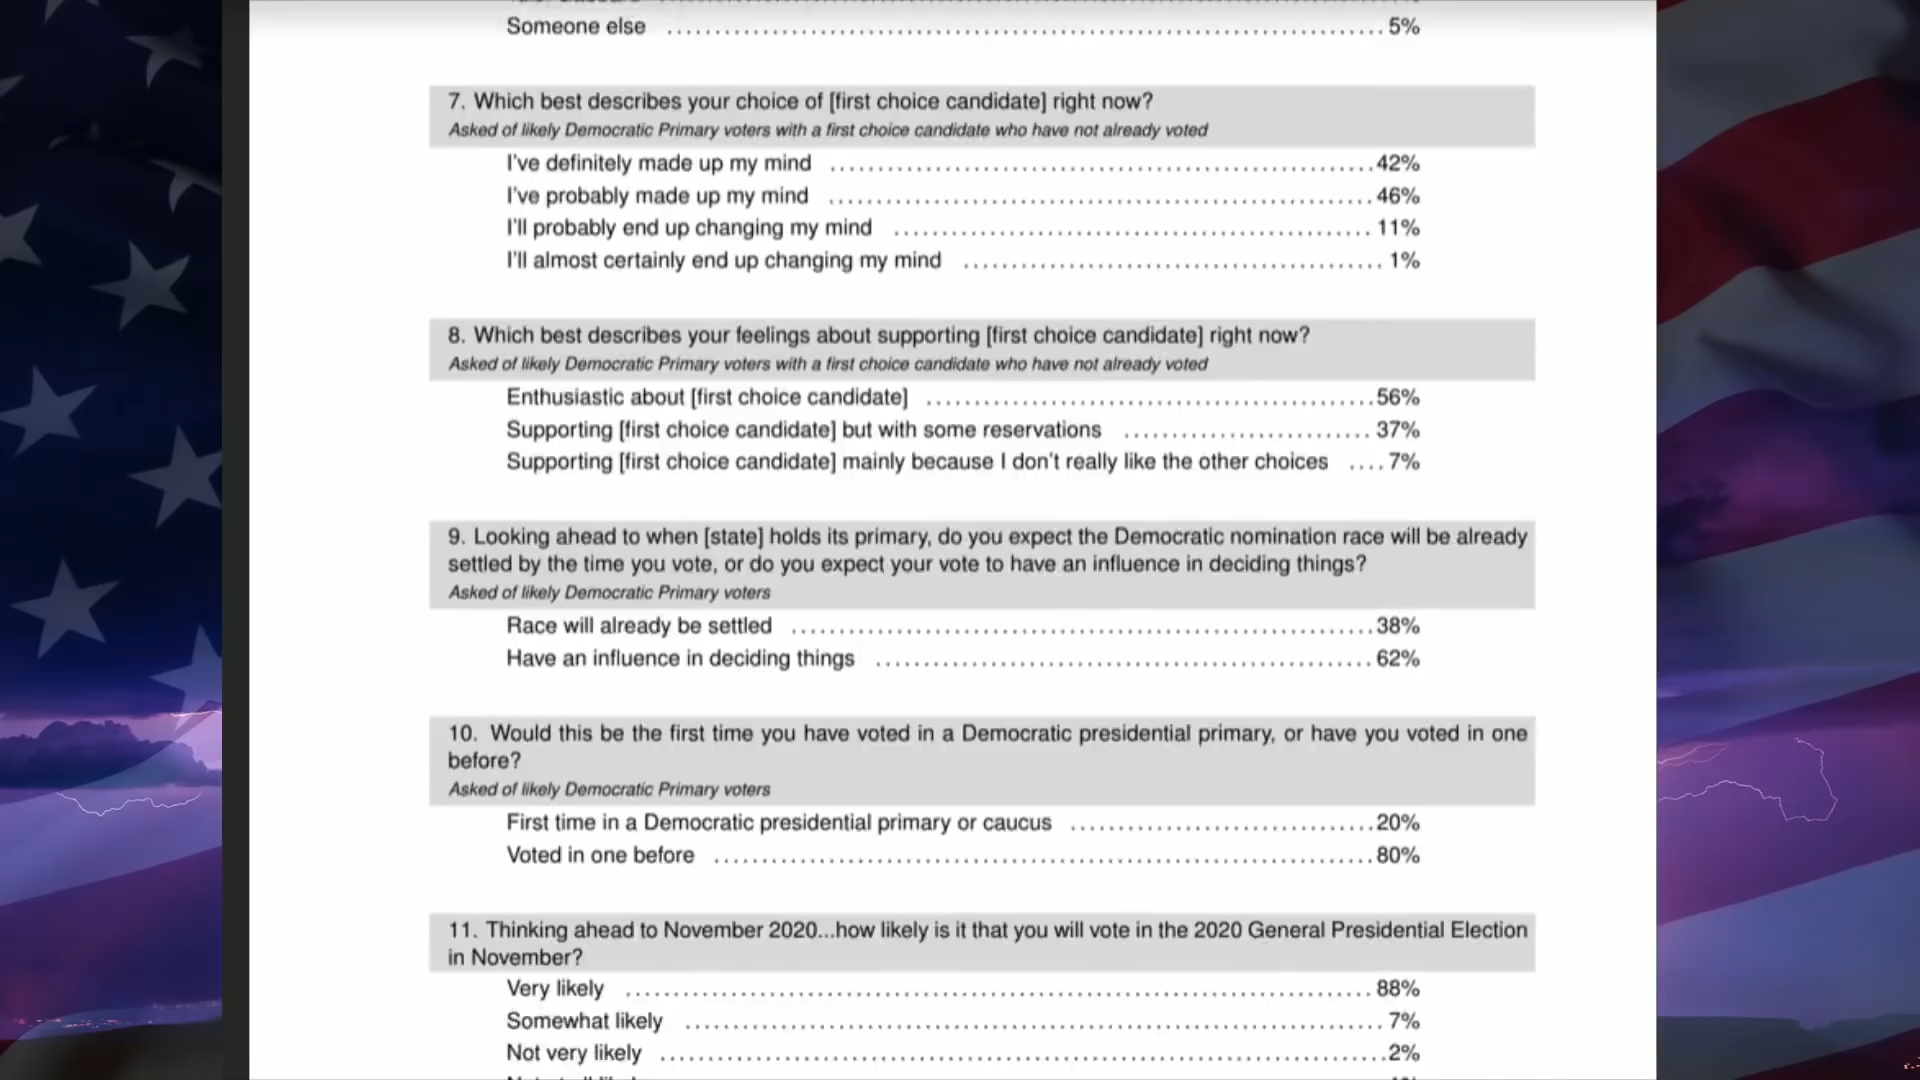 Someone else ........................ 5%
7. Which best describes your choice of [first choice candidate] right now?
Asked of likely Democratic Primary voters with a first choice candidate who have not already voted
I've definitely made up my mind ........................ 42%
I've probably made up my mind ........................ 46%
I'll probably end up changing my mind ........................ 11%
I'll almost certainly end up changing my mind ........................ 1%
8. Which best describes your feelings about supporting [first choice candidate] right now?
Asked of likely Democratic Primary voters with a first choice candidate who have not already voted
Enthusiastic about [first choice candidate] ........................ 56%
Supporting [first choice candidate] but with some reservations ........................ 37%
Supporting [first choice candidate] mainly because I don't really like the other choices .... 7%
9. Looking ahead to when [state] holds its primary, do you expect the Democratic nomination race will be already
settled by the time you vote, or do you expect your vote to have an influence in deciding things?
Asked of likely Democratic Primary voters
Race will already be settled ........................ 38%
Have an influence in deciding things ........................ 62%
10. Would this be the first time you have voted in a Democratic presidential primary, or have you voted in one
before?
Asked of likely Democratic Primary voters
First time in a Democratic presidential primary or caucus ........................ 20%
Voted in one before ........................ 80%
11. Thinking ahead to November 2020...how likely is it that you will vote in the 2020 General Presidential Election
in November?
Very likely ........................ 88%
Somewhat likely ........................ 7%
Not very likely ........................ 2%